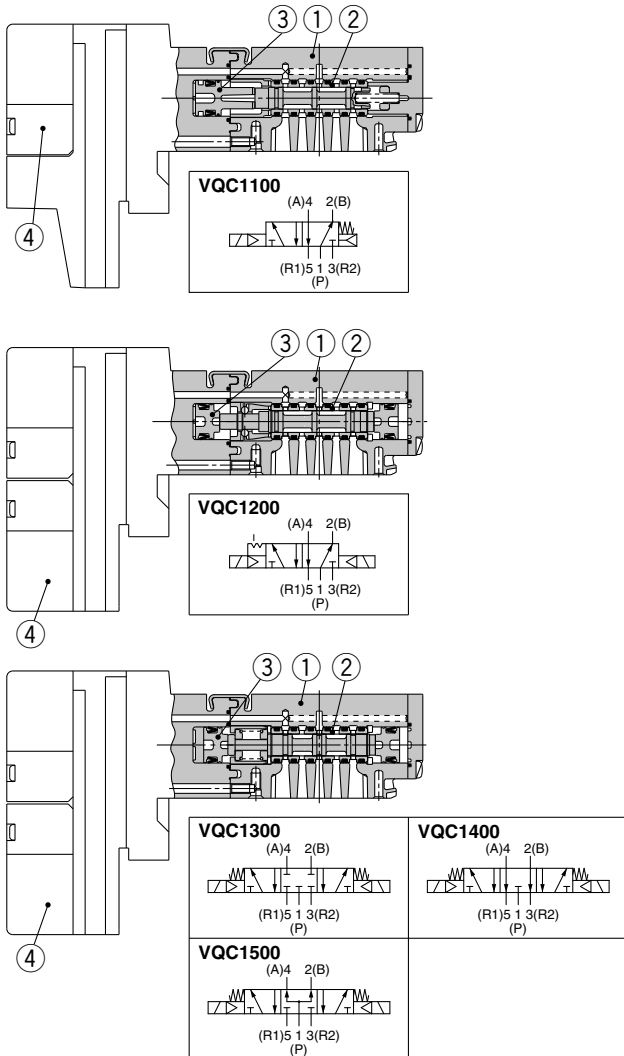 ③ ① ②
④
VQC1100
(A)4 2(B)
(R1)5 1 3(R2)
(P)
③ ① ②
VQC1200
(A)4 2(B)
(R1)5 1 3(R2)
(P)
④
③ ① ②
VQC1300
(A)4 2(B)
(R1)5 1 3(R2)
(P)
VQC1400
(A)4 2(B)
(R1)5 1 3(R2)
(P)
④
VQC1500
(A)4 2(B)
(R1)5 1 3(R2)
(P)